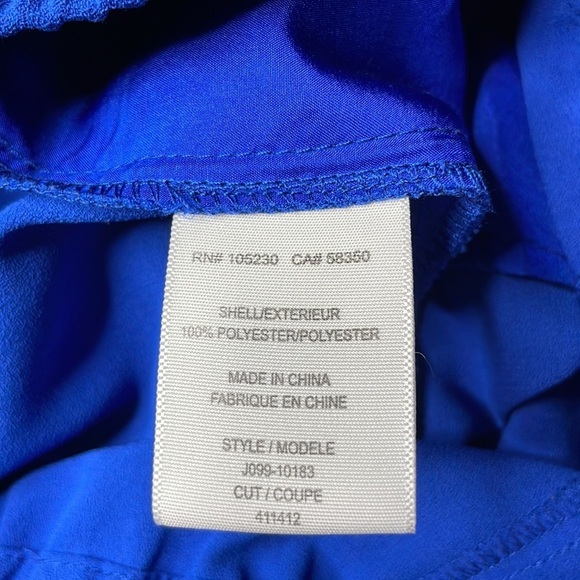 RN# 105230 CA# 58350
SHELL/EXTERIEUR
100% POLYESTER/POLYESTER
MADE IN CHINA
FABRIQUE EN CHINE
STYLE / MODELE
J099-10183
CUT / COUPE
411412